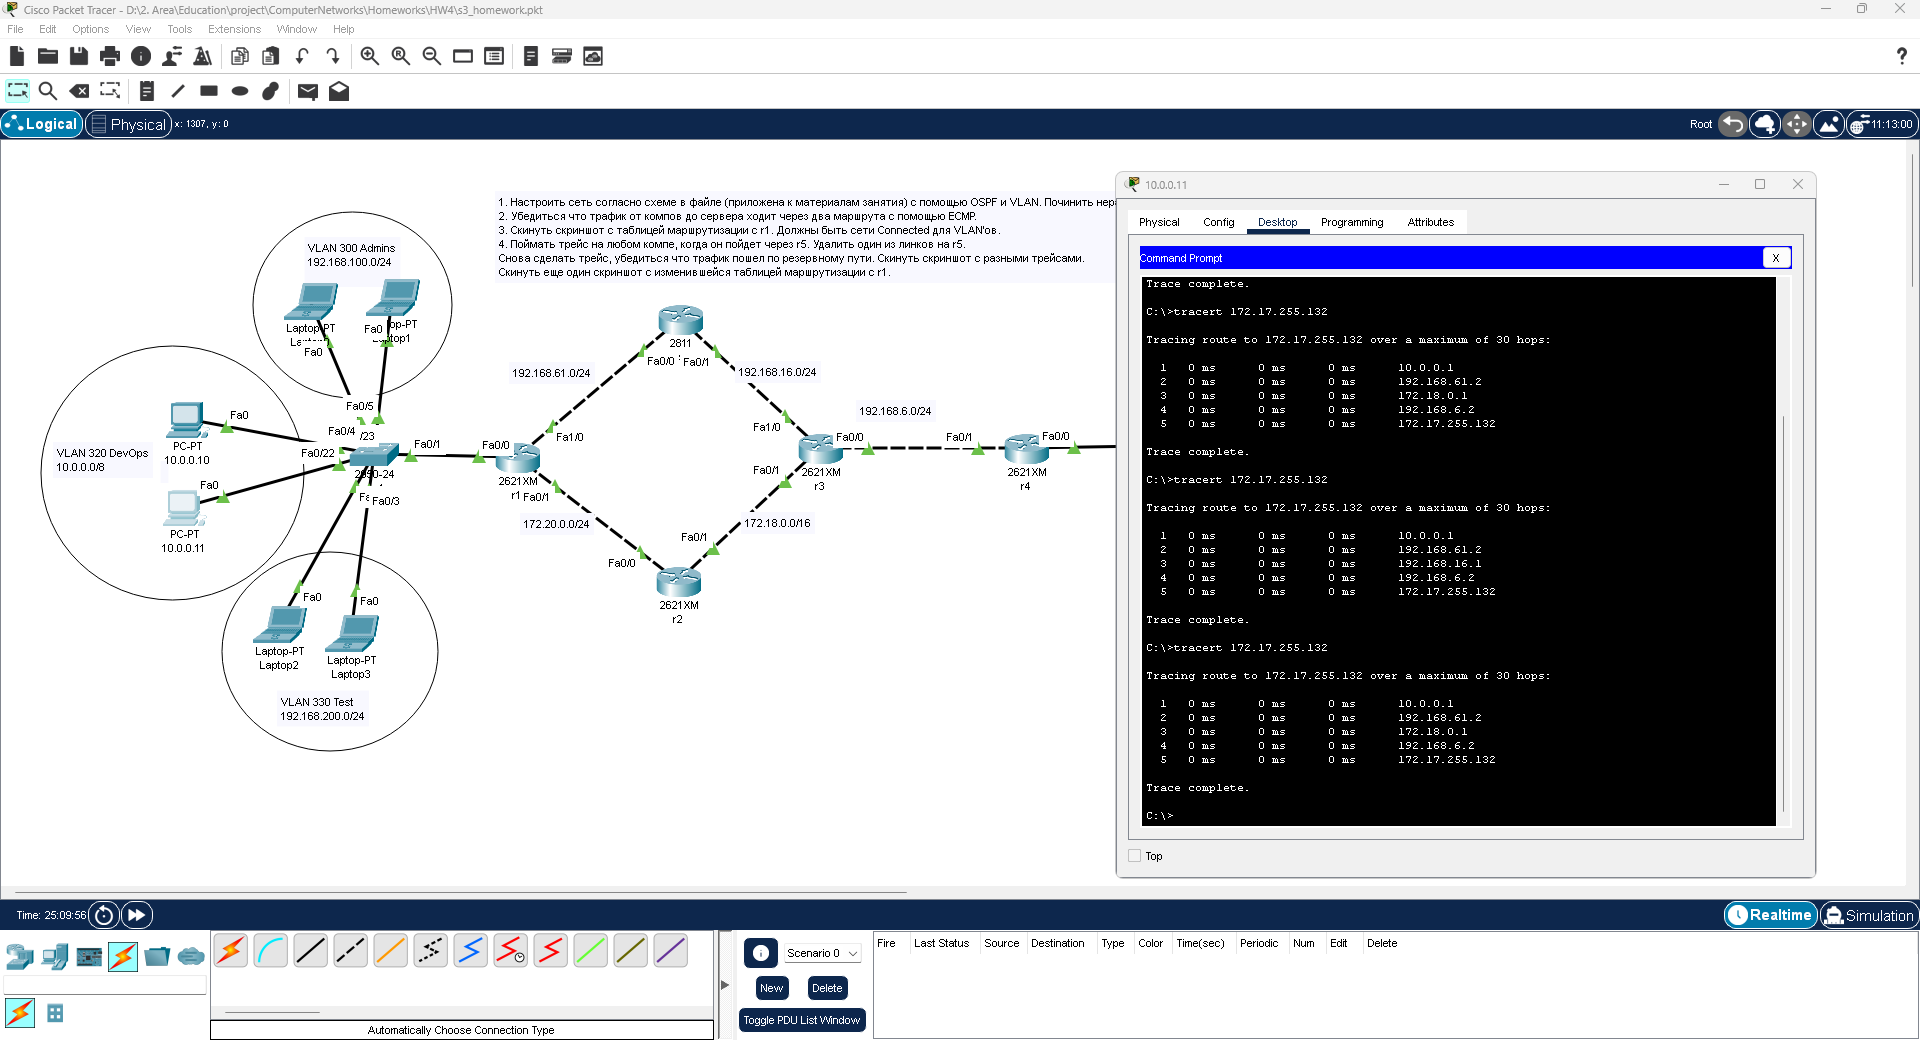 Cisco Packet Tracer - D:\2. Area\Education\project\ComputerNetworks\Homeworks\HW4\s3_homework.pkt
File Edit Options View Tools Extensions Window Help
Logical Physical x: 1307, y: 0
Root 11:13:00
1. Настроить сеть согласно схеме в файле (приложена к материалам занятия) с помощью OSPF и VLAN. Починить
2. Убедиться что трафик от компов до сервера ходит через два маршрута с помощью ECMP.
3. Скинуть скриншот с таблицей маршрутизации с r1. Должны быть сети Connected для VLAN'ов.
4. Поймать трейс на любом компе, когда он пойдет через r5. Удалить один из линков на r5.
Снова сделать трейс, убедиться что трафик пошел по резервному пути. Скинуть скриншот с разными трейсами.
Скинуть еще один скриншот с изменившейся таблицей маршрутизации с r1.
VLAN 300 Admins
192.168.100.0/24
Laptop-PT
Fa0
Fa0
VLAN 320 DevOps
10.0.0.0/8
PC-PT
10.0.0.10
Fa0
PC-PT
10.0.0.11
Fa0
Fa0/5
Fa0/4
/23
Fa0/22
Fa0/1
Fa0/3
Fa0
Fa0
Laptop-PT
Laptop2
Laptop-PT
Laptop3
VLAN 330 Test
192.168.200.0/24
Fa0/0
2621XM
r1
Fa1/0
Fa0/1
192.168.61.0/24
172.20.0.0/24
2811
Fa0/0
Fa0/1
192.168.16.0/24
Fa1/0
Fa0/0
2621XM
r3
Fa0/1
172.18.0.0/16
Fa0/1
Fa0/0
2621XM
r2
192.168.6.0/24
Fa0/1
Fa0/0
2621XM
r4
10.0.0.11
Physical Config Desktop Programming Attributes
Command Prompt X
Trace complete.
C:\>tracert 172.17.255.132
Tracing route to 172.17.255.132 over a maximum of 30 hops:
1 0 ms 0 ms 0 ms 10.0.0.1
2 0 ms 0 ms 0 ms 192.168.61.2
3 0 ms 0 ms 0 ms 172.18.0.1
4 0 ms 0 ms 0 ms 192.168.6.2
5 0 ms 0 ms 0 ms 172.17.255.132
Trace complete.
C:\>tracert 172.17.255.132
Tracing route to 172.17.255.132 over a maximum of 30 hops:
1 0 ms 0 ms 0 ms 10.0.0.1
2 0 ms 0 ms 0 ms 192.168.61.2
3 0 ms 0 ms 0 ms 192.168.16.1
4 0 ms 0 ms 0 ms 192.168.6.2
5 0 ms 0 ms 0 ms 172.17.255.132
Trace complete.
C:\>tracert 172.17.255.132
Tracing route to 172.17.255.132 over a maximum of 30 hops:
1 0 ms 0 ms 0 ms 10.0.0.1
2 0 ms 0 ms 0 ms 192.168.61.2
3 0 ms 0 ms 0 ms 172.18.0.1
4 0 ms 0 ms 0 ms 192.168.6.2
5 0 ms 0 ms 0 ms 172.17.255.132
Trace complete.
C:\>
Top
Time: 25:09:56
Realtime Simulation
Scenario 0
New Delete
Toggle PDU List Window
Fire Last Status Source Destination Type Color Time(sec) Periodic Num Edit Delete
Automatically Choose Connection Type